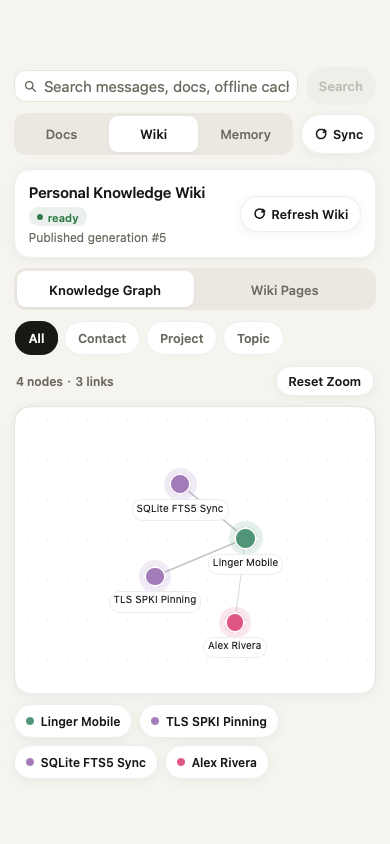 Search messages, docs, offline cach
Search
Docs
Wiki
Memory
Sync
Personal Knowledge Wiki
ready
Published generation #5
Refresh Wiki
Knowledge Graph
Wiki Pages
All
Contact
Project
Topic
4 nodes · 3 links
Reset Zoom
SQLite FTS5 Sync
Linger Mobile
TLS SPKI Pinning
Alex Rivera
Linger Mobile
TLS SPKI Pinning
SQLite FTS5 Sync
Alex Rivera